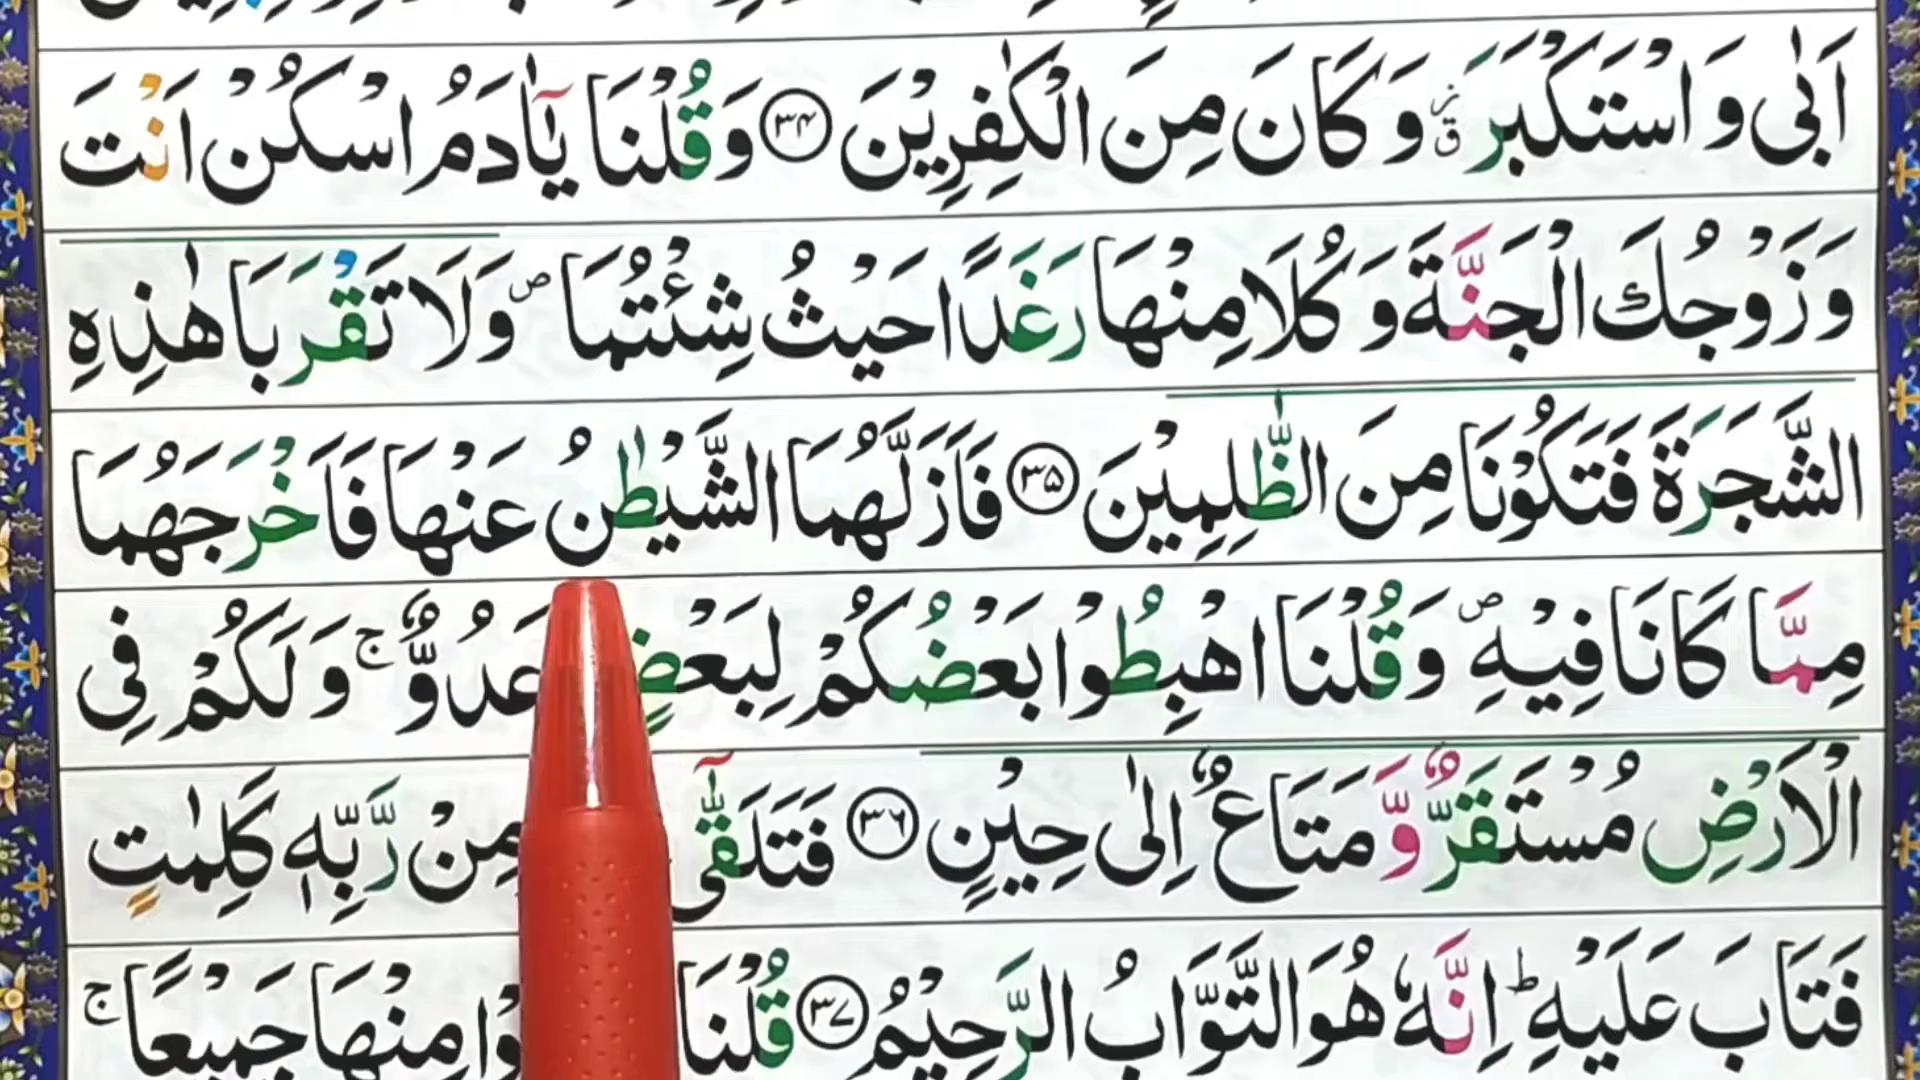 اَبٰى وَ اسْتَكْبَرَ ز ق وَ كَانَ مِنَ الْكٰفِرِيْنَ ﴿۳۴﴾ وَقُلْنَا يٰٓاٰدَمُ اسْكُنْ اَنْتَ
وَ زَوْجُكَ الْجَنَّةَ وَ كُلَا مِنْهَا رَغَدًا حَيْثُ شِئْتُمَا ص وَلَا تَقْرَبَا هٰذِهِ
الشَّجَرَةَ فَتَكُوْنَا مِنَ الظّٰلِمِيْنَ ﴿۳۵﴾ فَاَزَلَّهُمَا الشَّيْطٰنُ عَنْهَا فَاَخْرَجَهُمَا
مِمَّا كَانَا فِيْهِ ص وَقُلْنَا اهْبِطُوْا بَعْضُكُمْ لِبَعْضٍ عَدُوٌّ ج وَ لَكُمْ فِى
الْاَرْضِ مُسْتَقَرٌّ وَّ مَتَاعٌ اِلٰى حِيْنٍ ﴿۳۶﴾ فَتَلَقّٰٓى مِنْ رَّبِّهٖ كَلِمٰتٍ
فَتَابَ عَلَيْهِ ط اِنَّهٗ هُوَ التَّوَّابُ الرَّحِيْمُ ﴿۳۷﴾ قُلْنَا مِنْهَا جَمِيْعًا ج